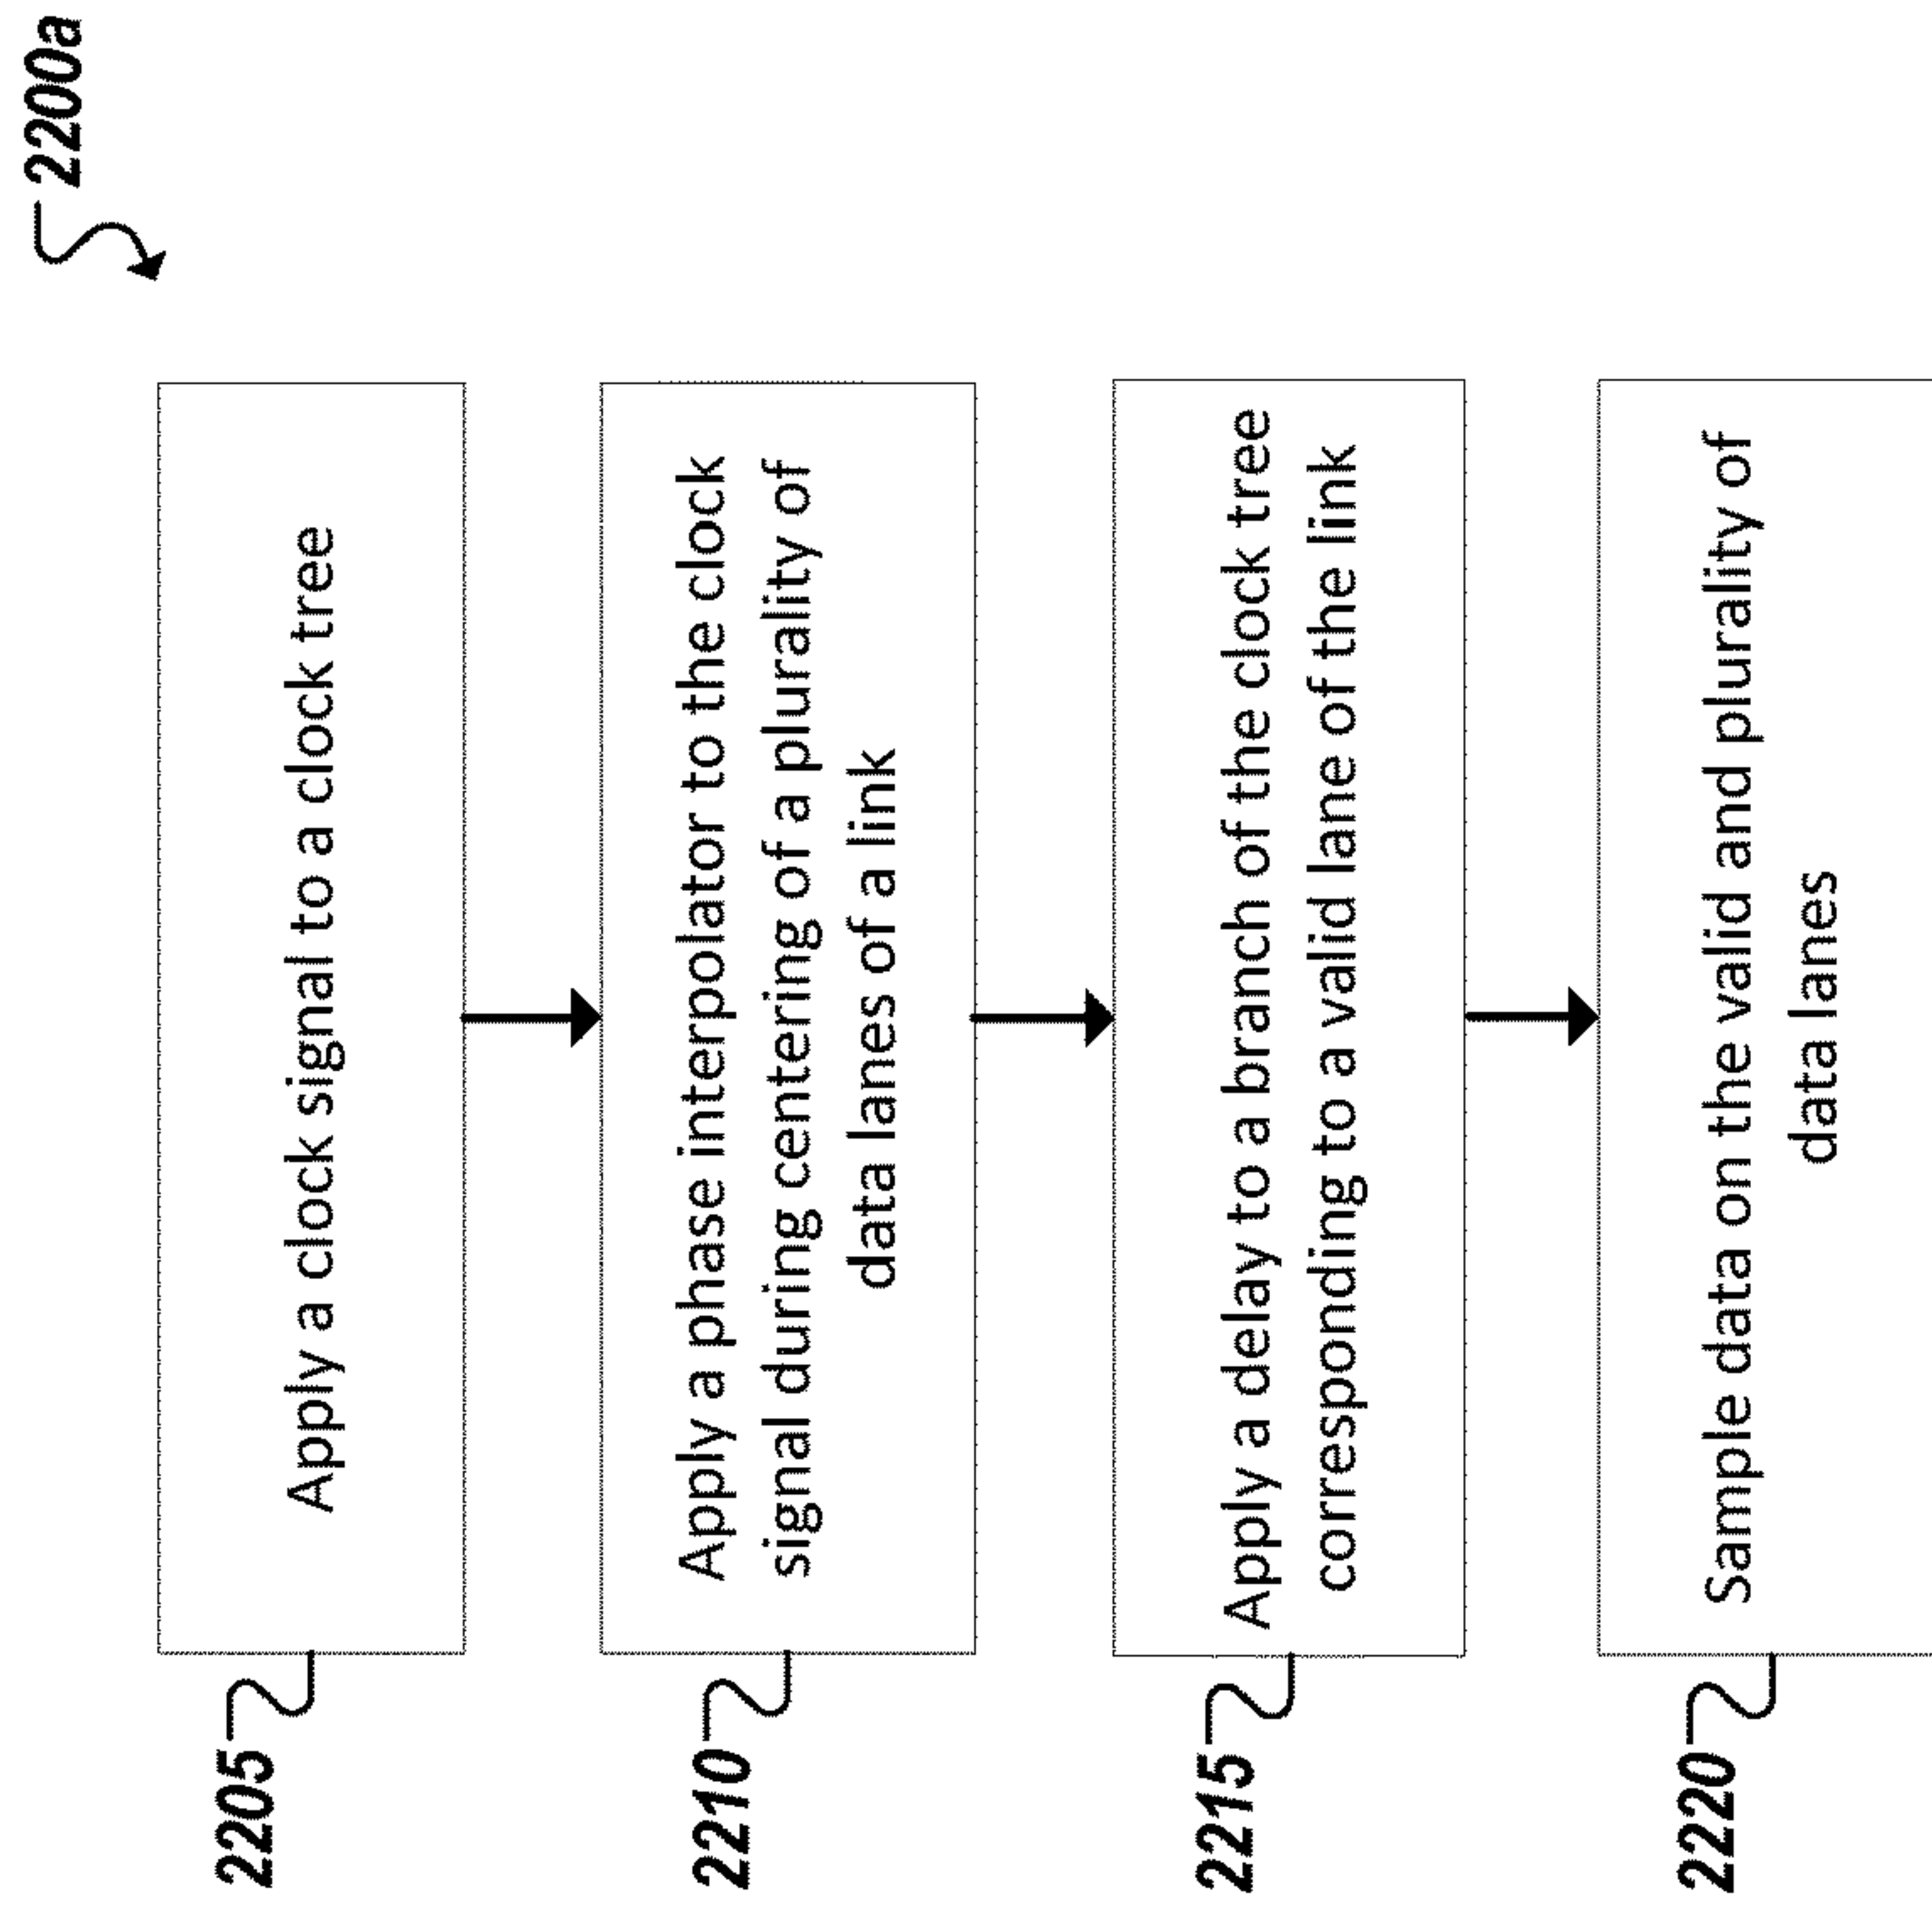 2200a
2205
Apply a clock signal to a clock tree
2210
Apply a phase interpolator to the clock
signal during centering of a plurality of
data lanes of a link
2215
Apply a delay to a branch of the clock tree
corresponding to a valid lane of the link
2220
Sample data on the valid and plurality of
data lanes